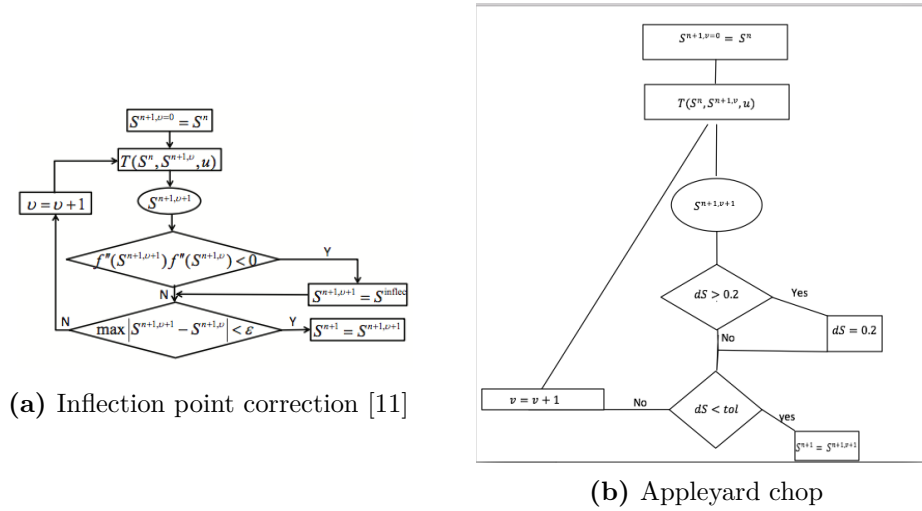 S^{n+1,υ=0} = S^n
T(S^n, S^{n+1,υ}, u)
υ = υ+1
S^{n+1,υ+1}
f''(S^{n+1,υ+1}) f''(S^{n+1,υ}) < 0
Y
N
S^{n+1,υ+1} = S^{inflec}
max |S^{n+1,υ+1} − S^{n+1,υ}| < ε
N
Y
S^{n+1} = S^{n+1,υ+1}
(a) Inflection point correction [11]
S^{n+1,v=0} = S^n
T(S^n, S^{n+1,v}, u)
S^{n+1,v+1}
dS > 0.2
Yes
dS = 0.2
No
v = v + 1
No
dS < tol
yes
S^{n+1} = S^{n+1,v+1}
(b) Appleyard chop